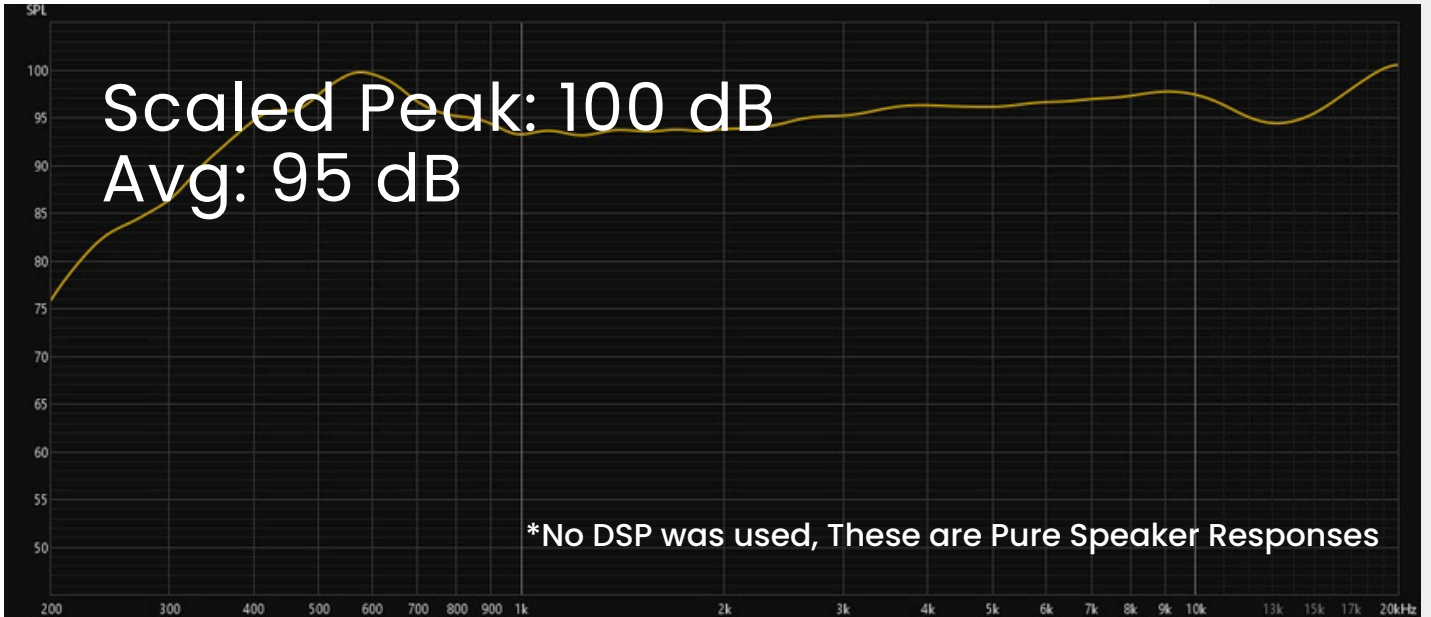 SPL
100
Scaled Peak: 100 dB
95
90
Avg: 95 dB
85
80
75
70
65
60
55
*No DSP was used, These are Pure Speaker Responses
50
200 300 400 500 600 700 800 900 1k 2k 3k 4k 5k 6k 7k 8k 9k 10k 13k 15k 17k 20kHz